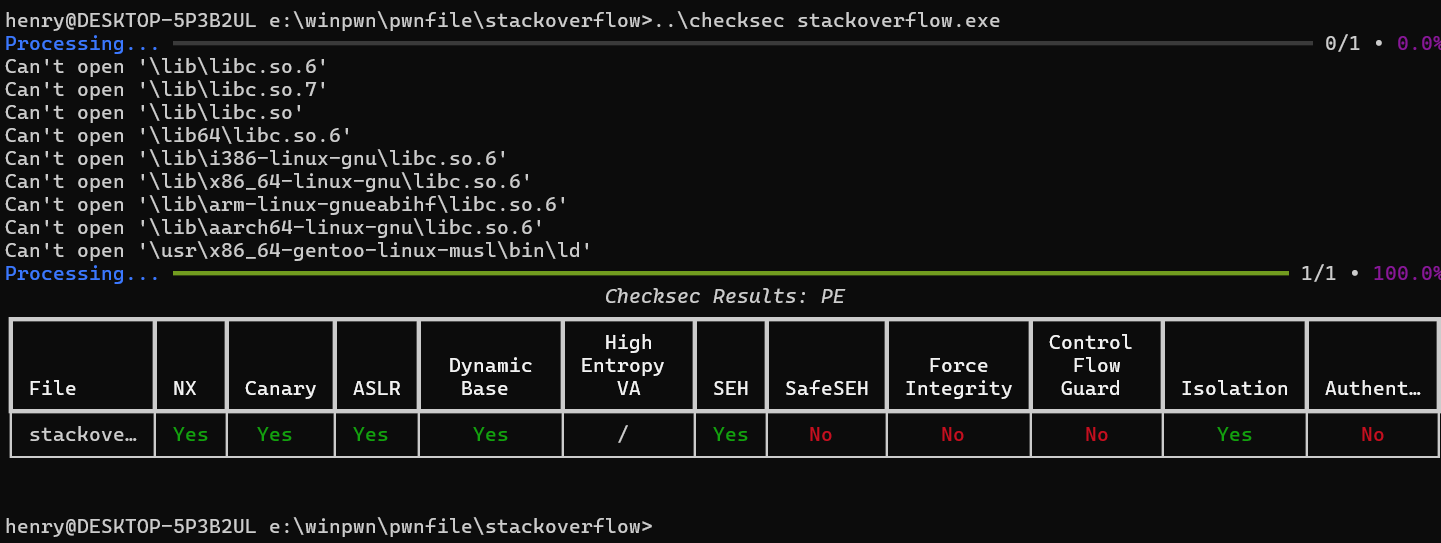 henry@DESKTOP-5P3B2UL e:\winpwn\pwnfile\stackoverflow>..\checksec stackoverflow.exe
Processing... 0/1 • 0.0%
Can't open '\lib\libc.so.6'
Can't open '\lib\libc.so.7'
Can't open '\lib\libc.so'
Can't open '\lib64\libc.so.6'
Can't open '\lib\i386-linux-gnu\libc.so.6'
Can't open '\lib\x86_64-linux-gnu\libc.so.6'
Can't open '\lib\arm-linux-gnueabihf\libc.so.6'
Can't open '\lib\aarch64-linux-gnu\libc.so.6'
Can't open '\usr\x86_64-gentoo-linux-musl\bin\ld'
Processing... 1/1 • 100.0%
Checksec Results: PE
High Control
Dynamic Entropy Force Flow
File NX Canary ASLR Base VA SEH SafeSEH Integrity Guard Isolation Authent…
stackove… Yes Yes Yes Yes / Yes No No No Yes No
henry@DESKTOP-5P3B2UL e:\winpwn\pwnfile\stackoverflow>